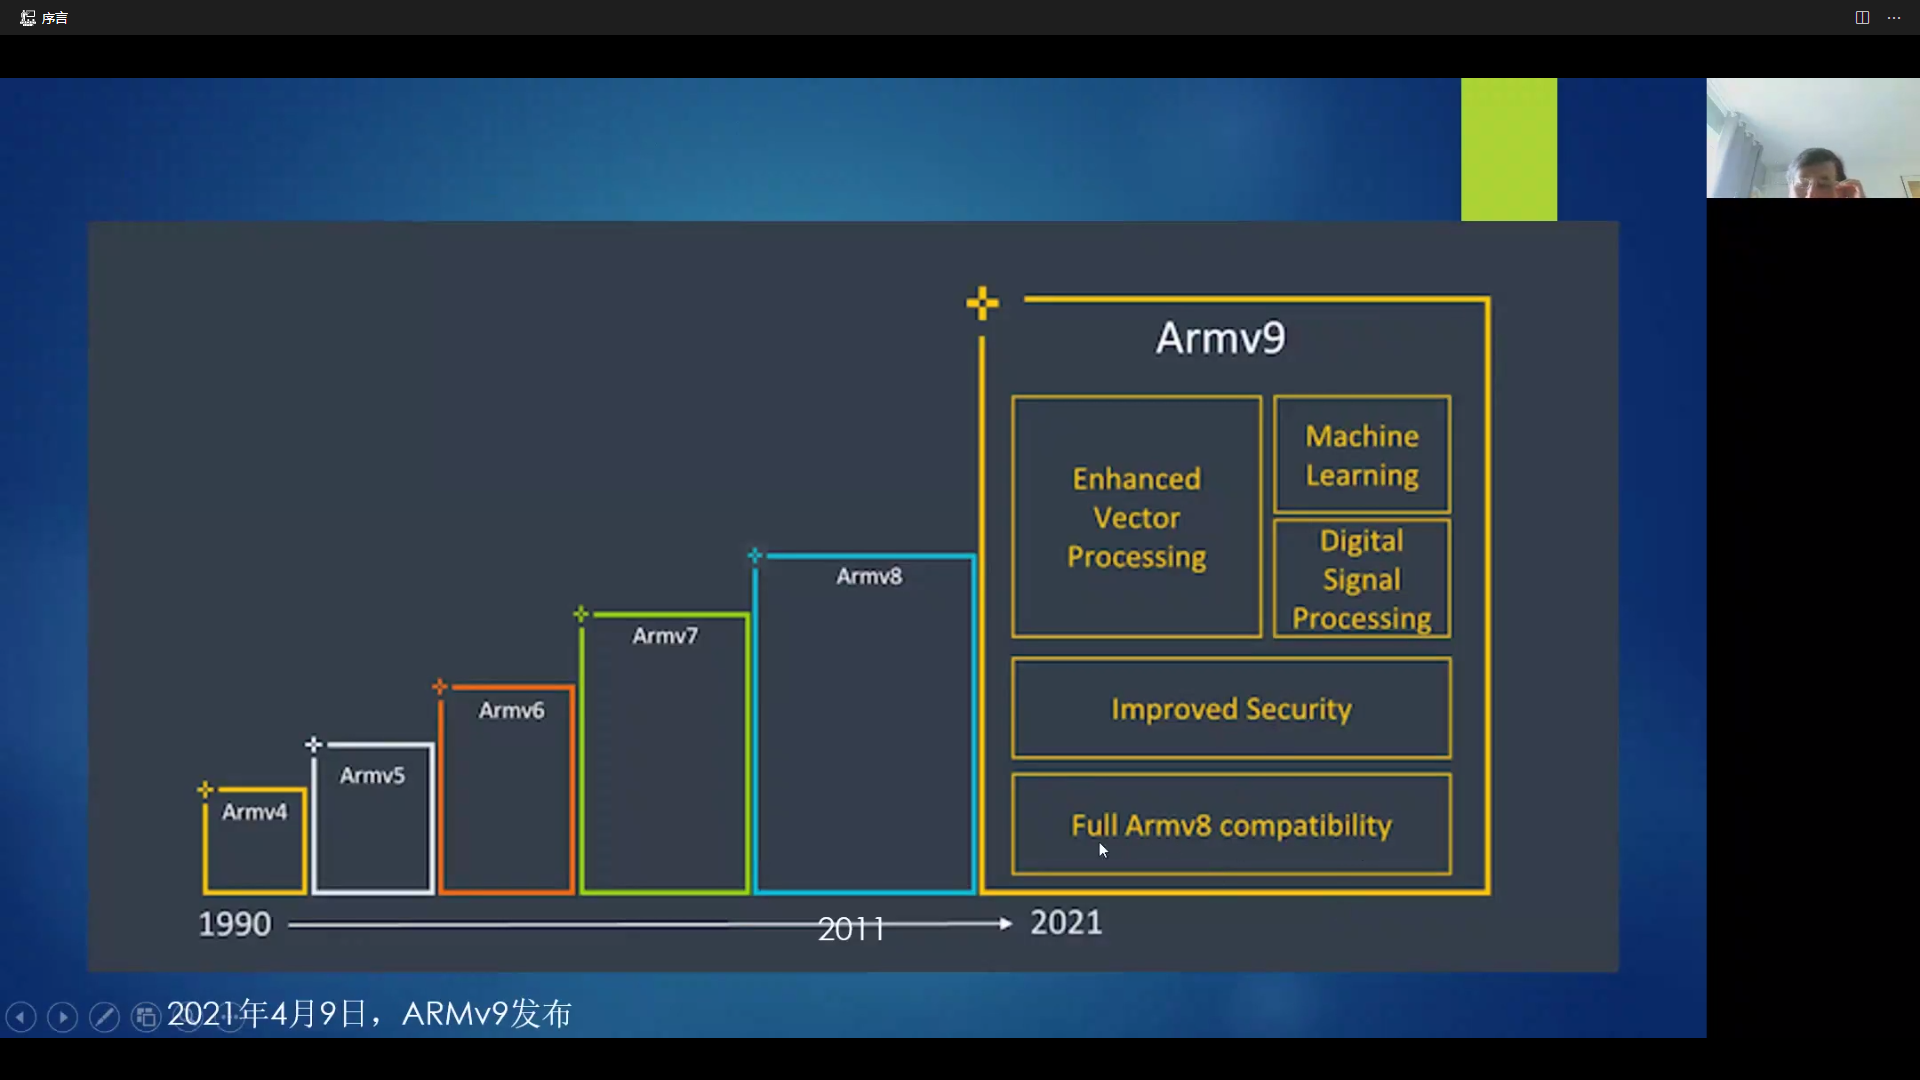 序言
Armv9
Enhanced
Vector
Processing
Machine
Learning
Digital
Signal
Processing
Improved Security
Full Armv8 compatibility
Armv8
Armv7
Armv6
Armv5
Armv4
1990
2011
2021
2021年4月9日，ARMv9发布